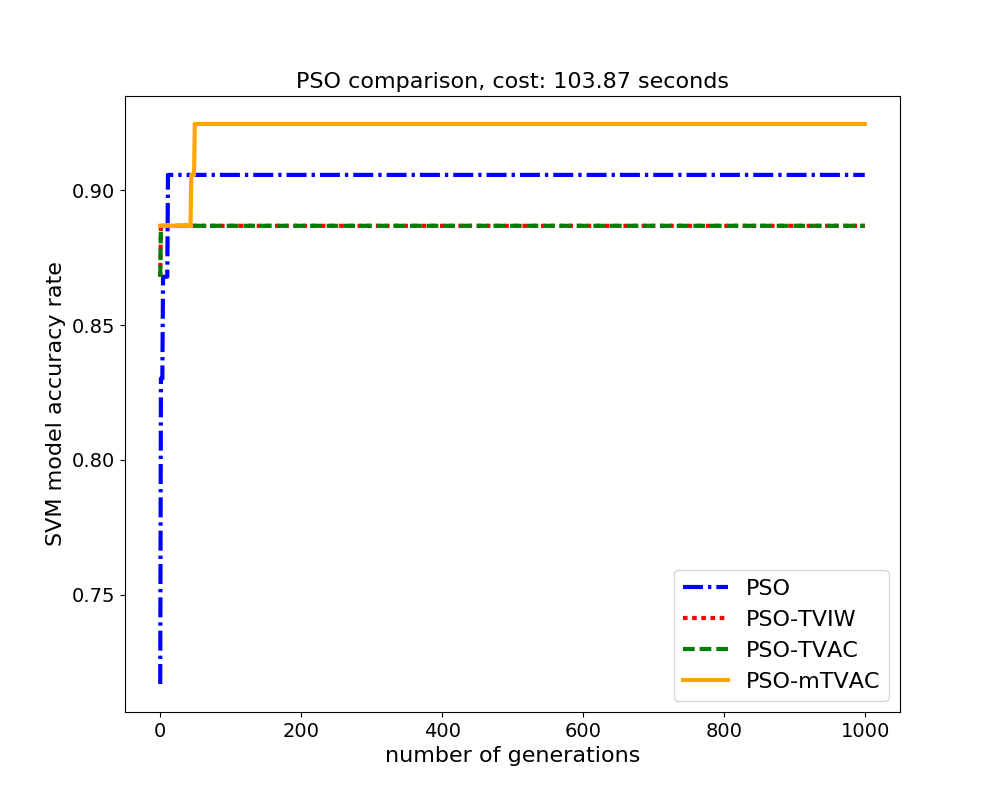 PSO comparison, cost: 103.87 seconds
SVM model accuracy rate
0.90
0.85
0.80
0.75
0
200
400
600
800
1000
number of generations
PSO
PSO-TVIW
PSO-TVAC
PSO-mTVAC